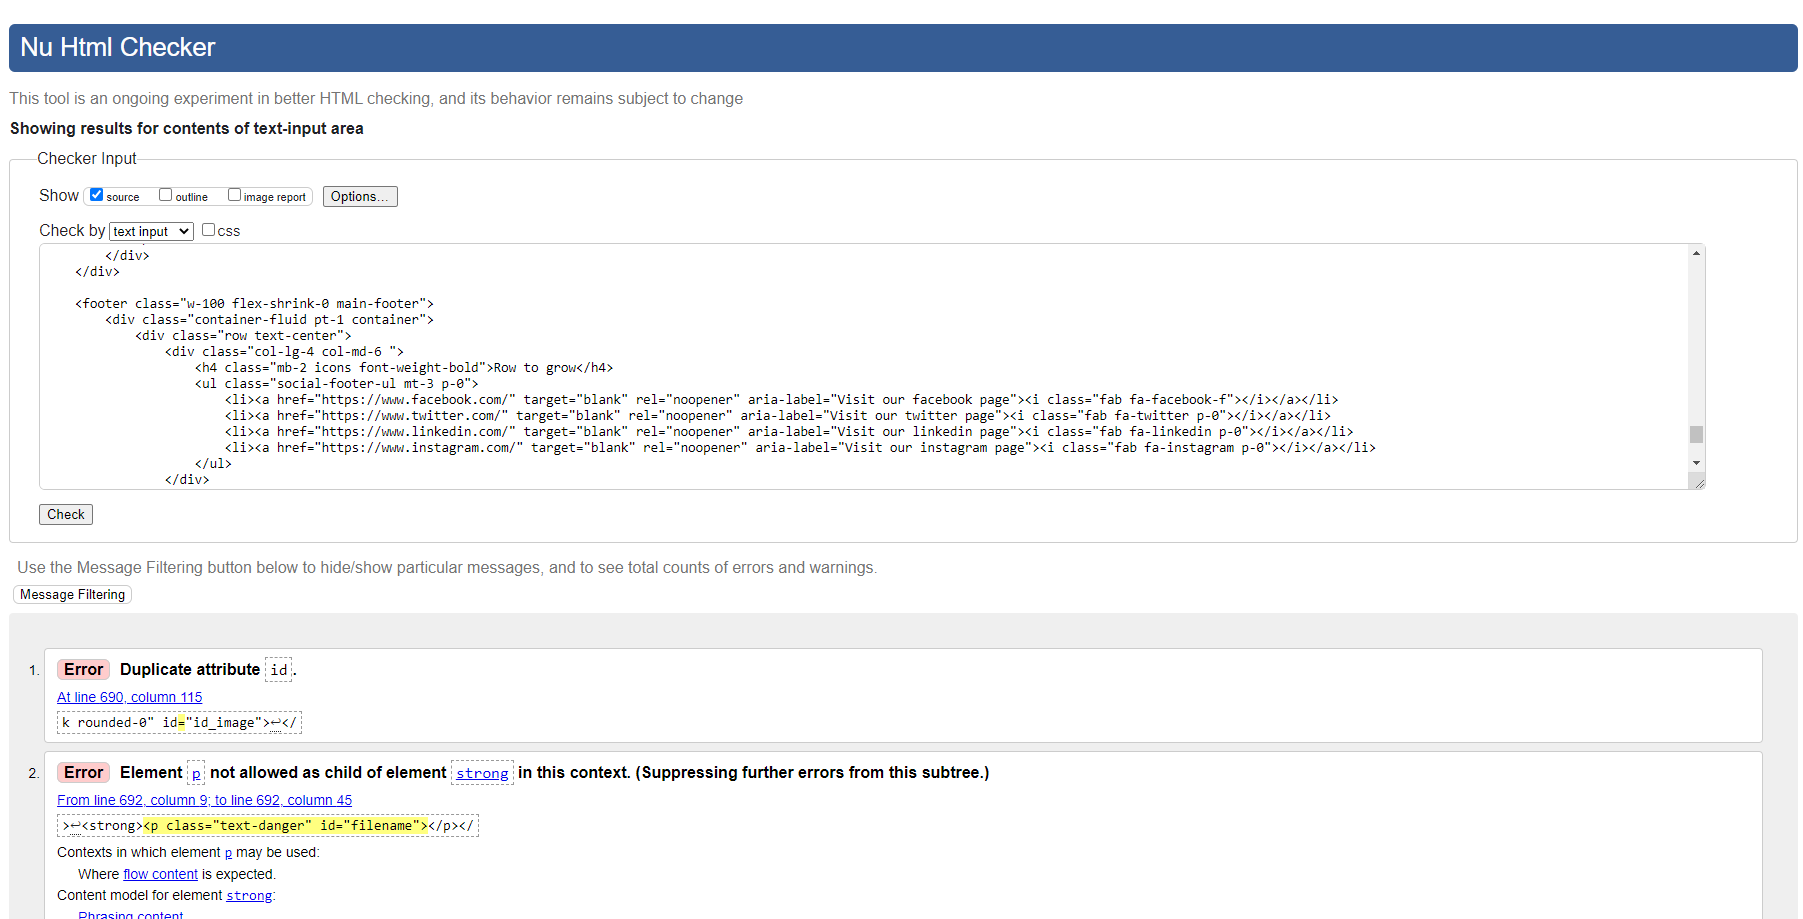 Nu Html Checker
This tool is an ongoing experiment in better HTML checking, and its behavior remains subject to change
Showing results for contents of text-input area
Checker Input
Show source outline image report Options...
Check by text input css
</div>
</div>
<footer class="w-100 flex-shrink-0 main-footer">
<div class="container-fluid pt-1 container">
<div class="row text-center">
<div class="col-lg-4 col-md-6 ">
<h4 class="mb-2 icons font-weight-bold">Row to grow</h4>
<ul class="social-footer-ul mt-3 p-0">
<li><a href="https://www.facebook.com/" target="blank" rel="noopener" aria-label="Visit our facebook page"><i class="fab fa-facebook-f"></i></a></li>
<li><a href="https://www.twitter.com/" target="blank" rel="noopener" aria-label="Visit our twitter page"><i class="fab fa-twitter p-0"></i></a></li>
<li><a href="https://www.linkedin.com/" target="blank" rel="noopener" aria-label="Visit our linkedin page"><i class="fab fa-linkedin p-0"></i></a></li>
<li><a href="https://www.instagram.com/" target="blank" rel="noopener" aria-label="Visit our instagram page"><i class="fab fa-instagram p-0"></i></a></li>
</ul>
</div>
Check
Use the Message Filtering button below to hide/show particular messages, and to see total counts of errors and warnings.
Message Filtering
1. Error Duplicate attribute id.
At line 690, column 115
k rounded-0" id="id_image">↩</
2. Error Element p not allowed as child of element strong in this context. (Suppressing further errors from this subtree.)
From line 692, column 9; to line 692, column 45
>↩<strong><p class="text-danger" id="filename"></p></
Contexts in which element p may be used:
Where flow content is expected.
Content model for element strong:
Phrasing content